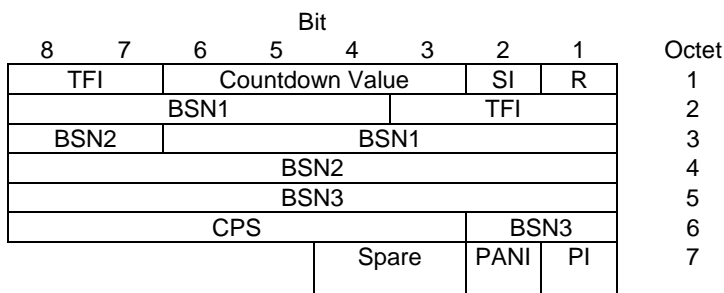 Bit
8 7 6 5 4 3 2 1 Octet
TFI Countdown Value SI R 1
BSN1 TFI 2
BSN2 BSN1 3
BSN2 4
BSN3 5
CPS BSN3 6
Spare PANI PI 7